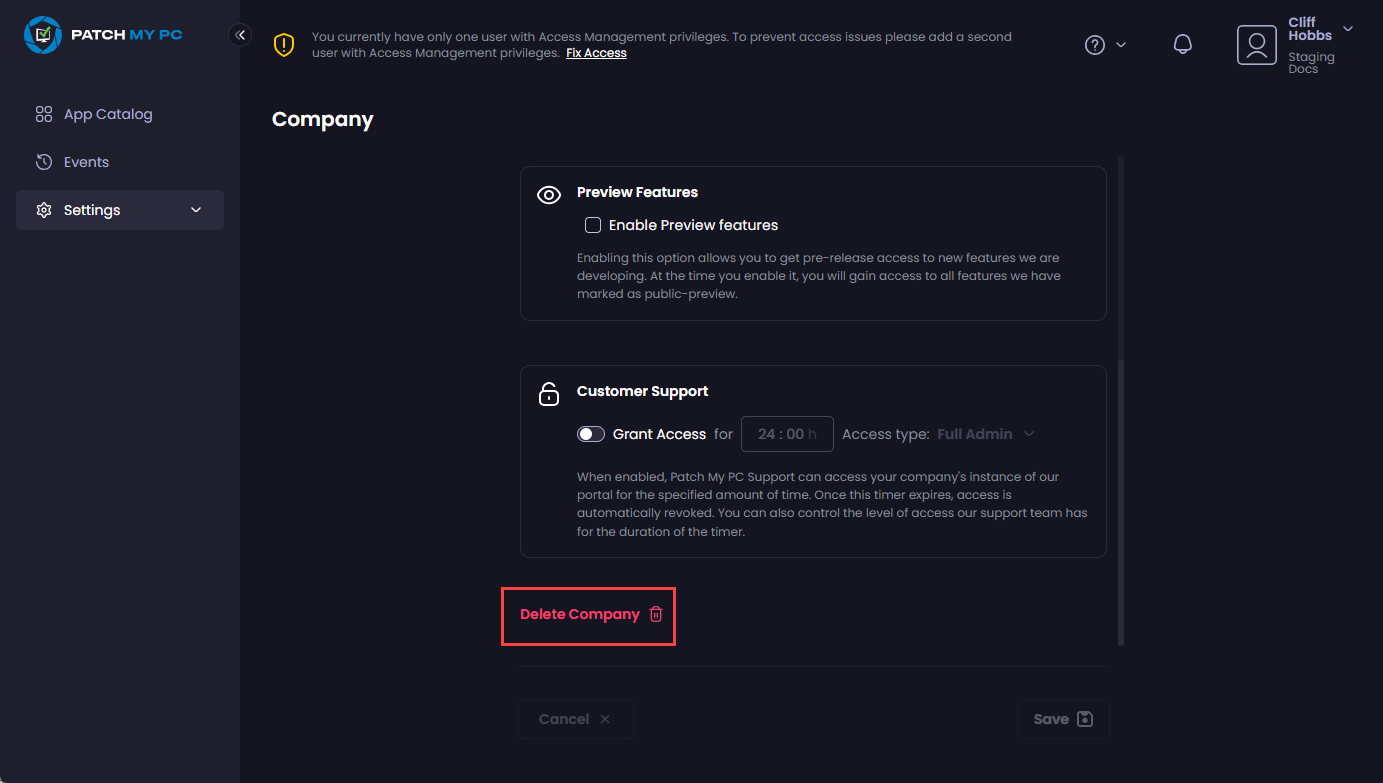 PATCH MY PC
You currently have only one user with Access Management privileges. To prevent access issues please add a second
user with Access Management privileges. Fix Access
Cliff
Hobbs
Staging
Docs
App Catalog
Events
Settings
Company
Preview Features
Enable Preview features
Enabling this option allows you to get pre-release access to new features we are
developing. At the time you enable it, you will gain access to all features we have
marked as public-preview.
Customer Support
Grant Access for 24 : 00 h Access type: Full Admin
When enabled, Patch My PC Support can access your company's instance of our
portal for the specified amount of time. Once this timer expires, access is
automatically revoked. You can also control the level of access our support team has
for the duration of the timer.
Delete Company
Cancel
Save